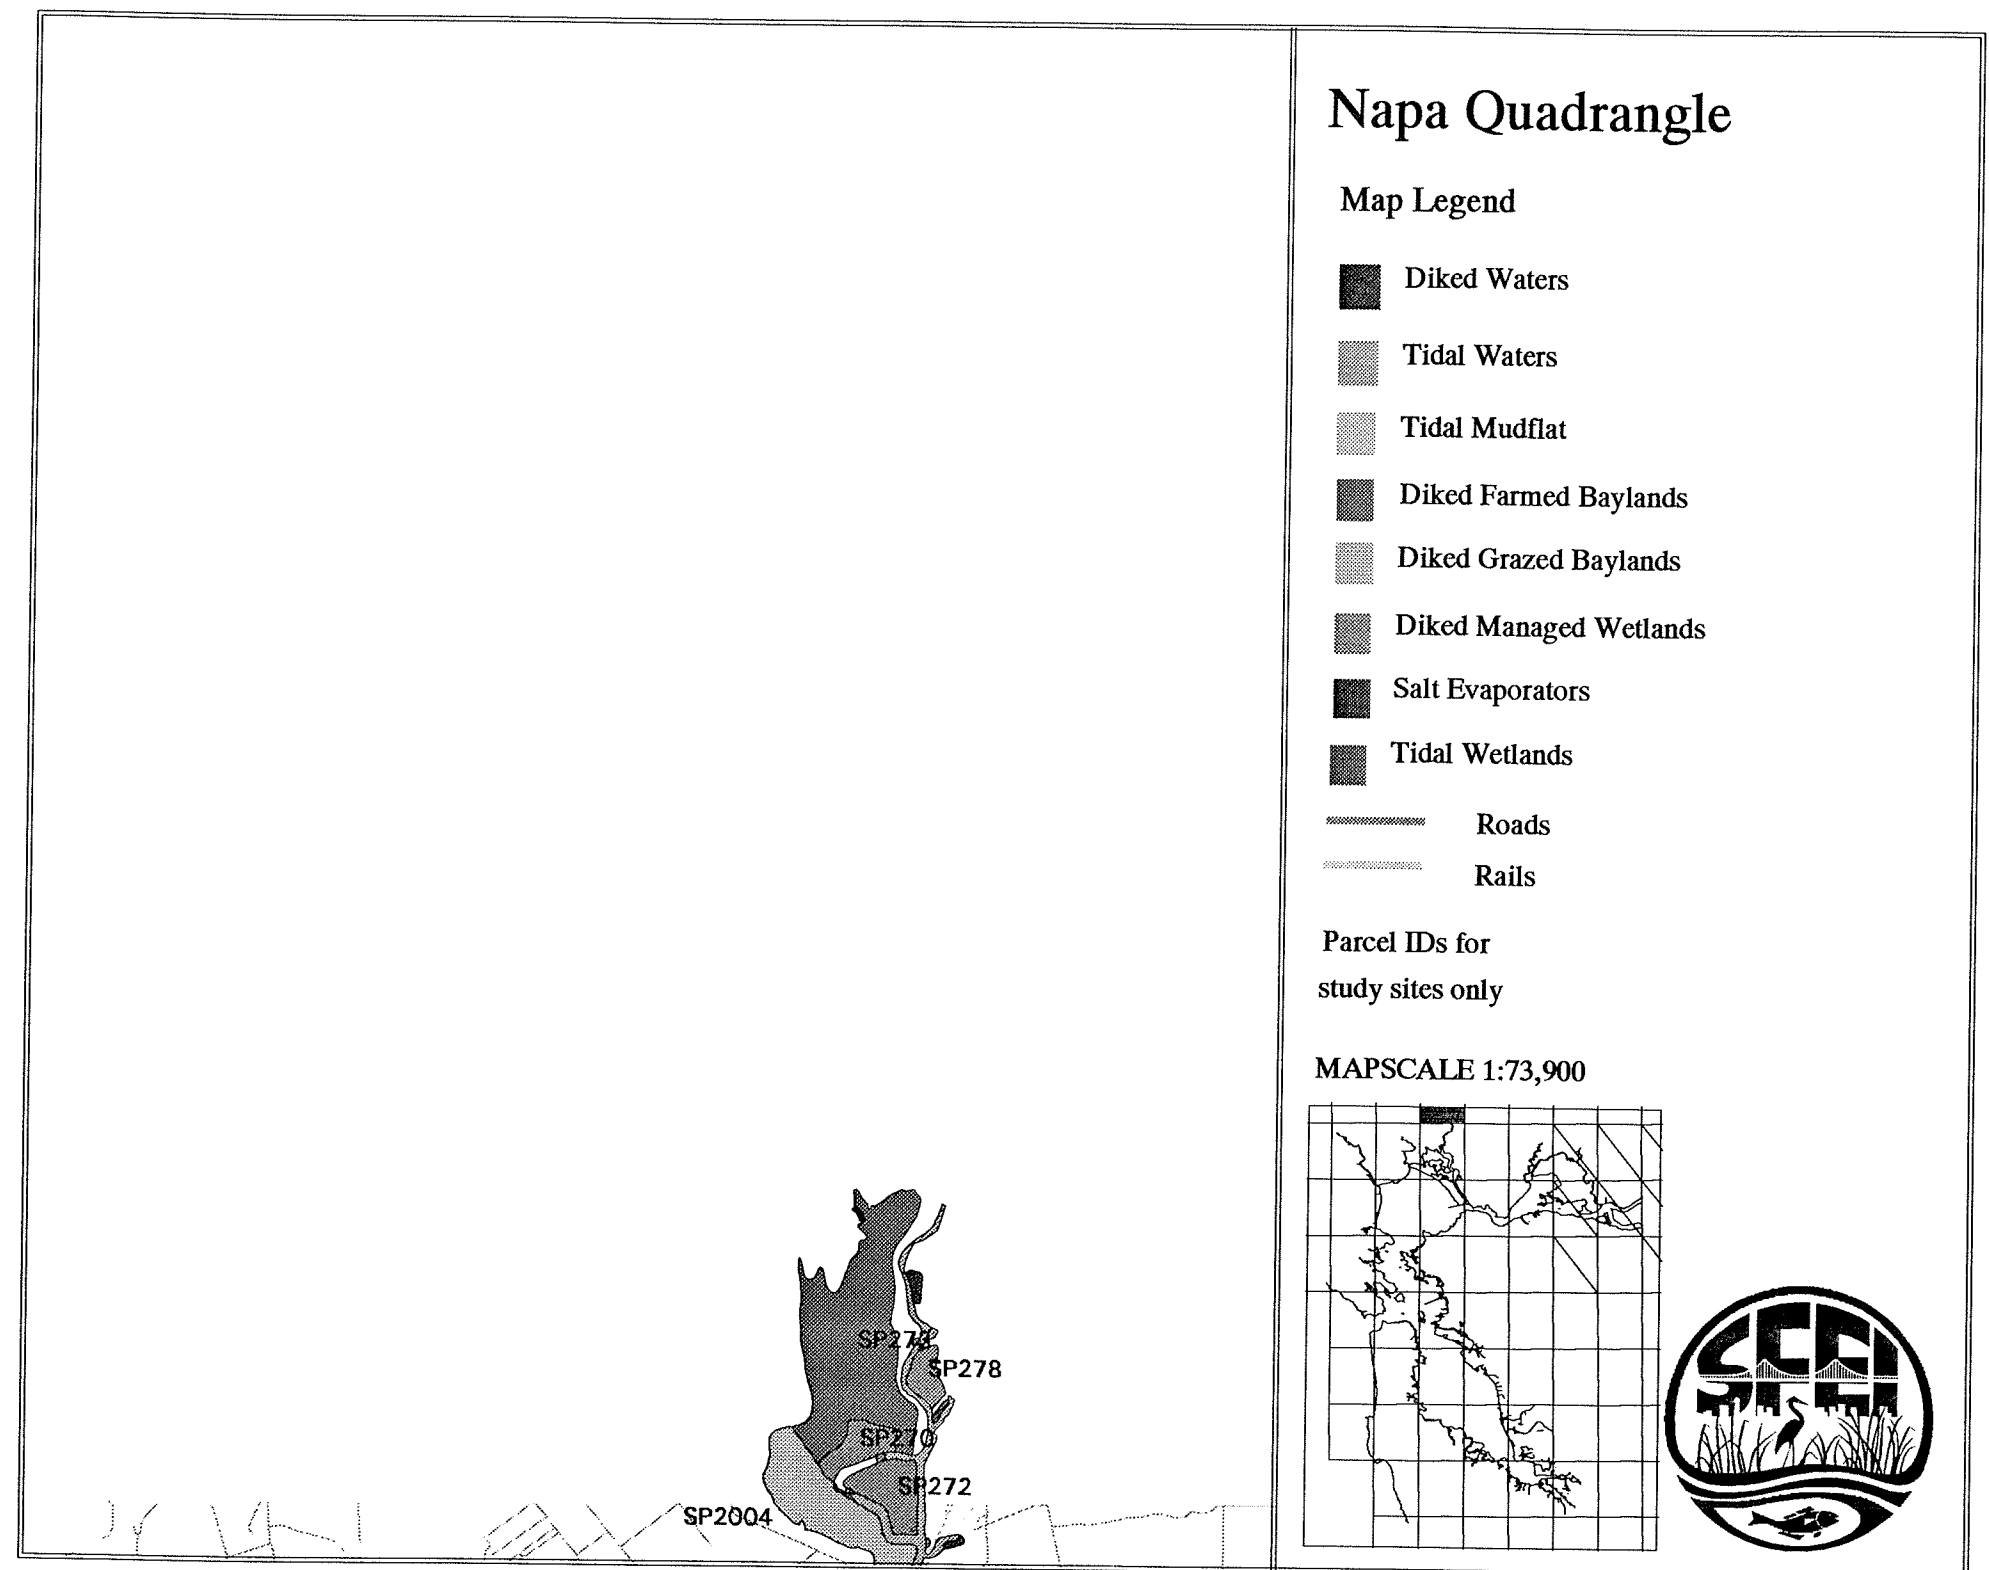 Napa Quadrangle
Map Legend
Diked Waters
Tidal Waters
Tidal Mudflat
Diked Farmed Baylands
Diked Grazed Baylands
Diked Managed Wetlands
Salt Evaporators
Tidal Wetlands
Roads
Rails
Parcel IDs for
study sites only
MAPSCALE 1:73,900
SP278
SP270
SP272
SP2004
SFEI